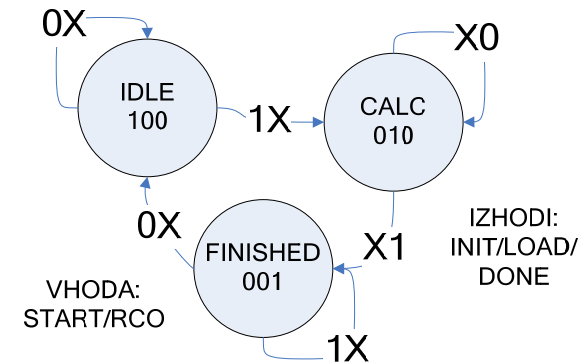 0X
IDLE
100
1X
X0
CALC
010
0X
FINISHED
001
X1
1X
VHODA:
START/RCO
IZHODI:
INIT/LOAD/
DONE